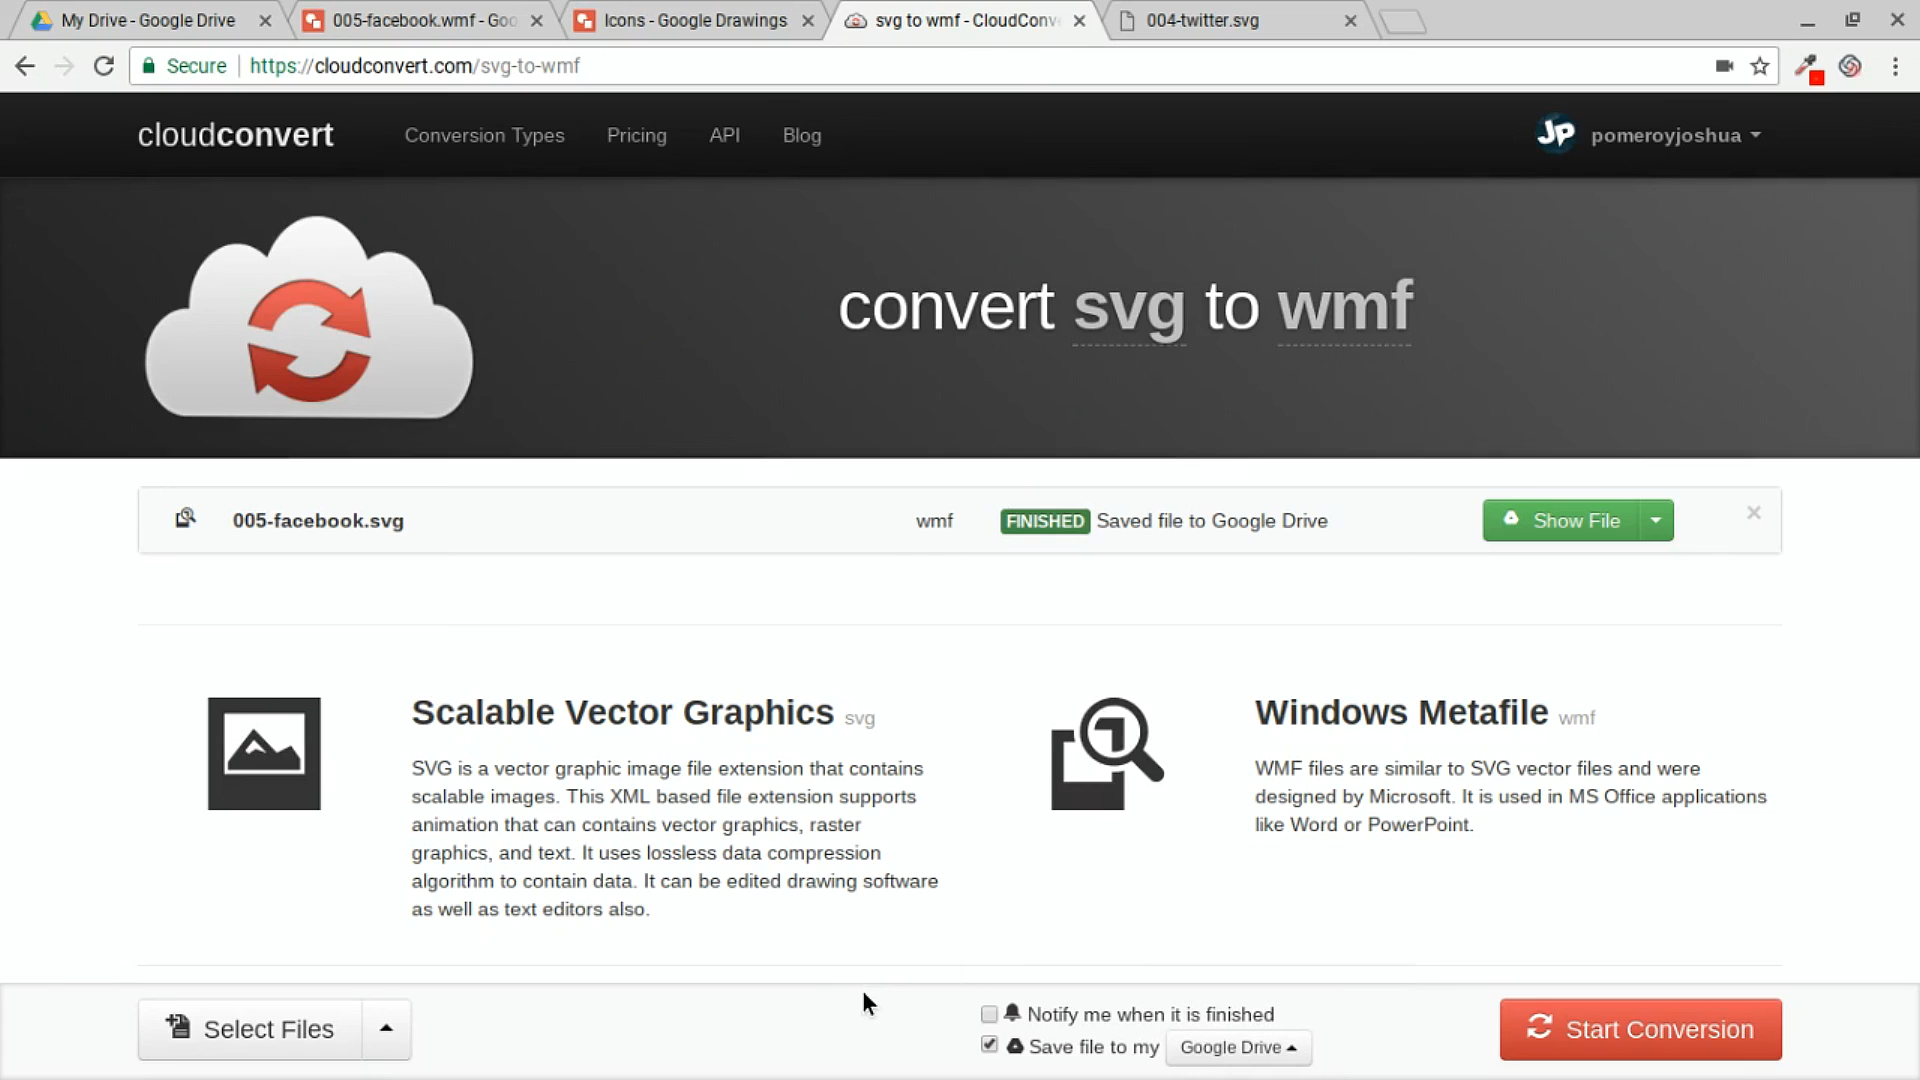 My Drive - Google Drive
005-facebook.wmf - Goo
Icons - Google Drawings
svg to wmf - CloudConve
004-twitter.svg
Secure | https://cloudconvert.com/svg-to-wmf
cloudconvert
Conversion Types
Pricing
API
Blog
JP
pomeroyjoshua
convert svg to wmf
005-facebook.svg
wmf
FINISHED Saved file to Google Drive
Show File
Scalable Vector Graphics svg
SVG is a vector graphic image file extension that contains
scalable images. This XML based file extension supports
animation that can contains vector graphics, raster
graphics, and text. It uses lossless data compression
algorithm to contain data. It can be edited drawing software
as well as text editors also.
Windows Metafile wmf
WMF files are similar to SVG vector files and were
designed by Microsoft. It is used in MS Office applications
like Word or PowerPoint.
Select Files
Notify me when it is finished
Save file to my Google Drive
Start Conversion